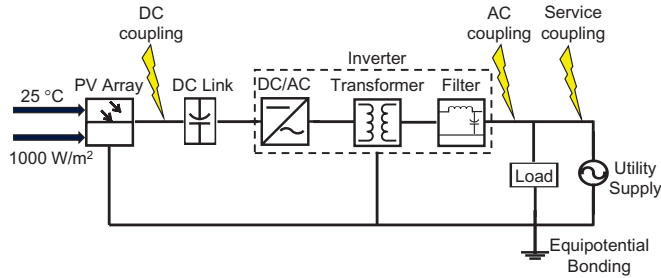 DC
coupling
AC
coupling
Service
coupling
Inverter
PV Array
DC Link
DC/AC
Transformer
Filter
25 °C
1000 W/m²
Load
Utility
Supply
Equipotential
Bonding